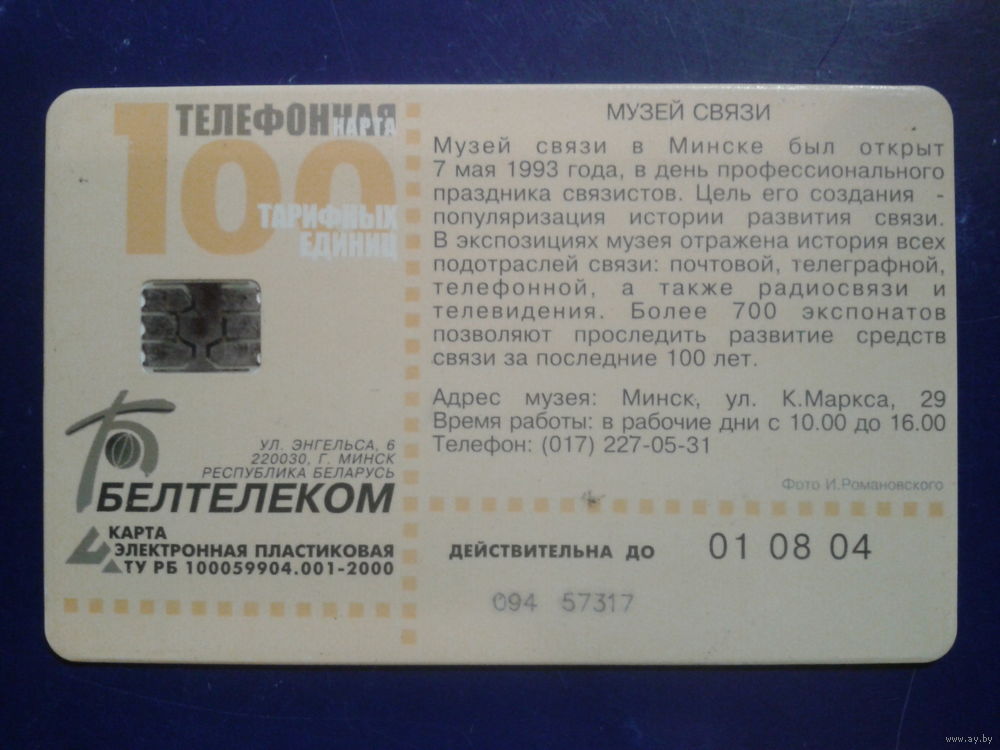 ТЕЛЕФОННАЯ
КАРТА
100
ТАРИФНЫХ
ЕДИНИЦ
УЛ. ЭНГЕЛЬСА, 6
220030, Г. МИНСК
РЕСПУБЛИКА БЕЛАРУСЬ
БЕЛТЕЛЕКОМ
КАРТА
ЭЛЕКТРОННАЯ ПЛАСТИКОВАЯ
ТУ РБ 100059904.001-2000
МУЗЕЙ СВЯЗИ
Музей связи в Минске был открыт
7 мая 1993 года, в день профессионального
праздника связистов. Цель его создания -
популяризация истории развития связи.
В экспозициях музея отражена история всех
подотраслей связи: почтовой, телеграфной,
телефонной, а также радиосвязи и
телевидения. Более 700 экспонатов
позволяют проследить развитие средств
связи за последние 100 лет.
Адрес музея: Минск, ул. К.Маркса, 29
Время работы: в рабочие дни с 10.00 до 16.00
Телефон: (017) 227-05-31
Фото И.Романовского
ДЕЙСТВИТЕЛЬНА ДО 01 08 04
094 57317
www.ay.by